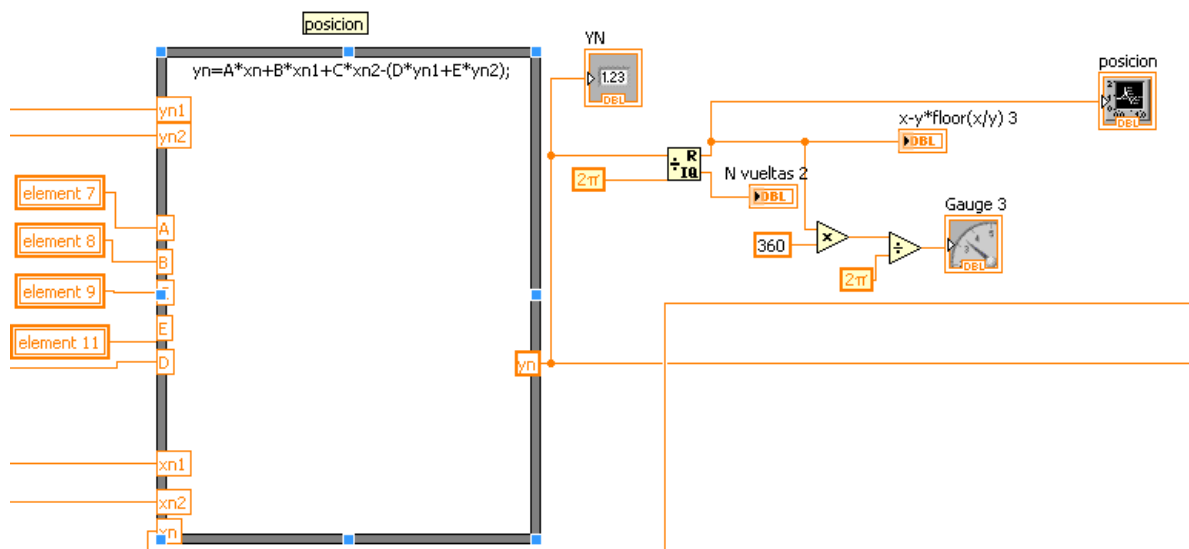 posicion
yn=A*xn+B*xn1+C*xn2-(D*yn1+E*yn2);
yn1
yn2
element 7
A
element 8
B
element 9
element 11
E
D
yn
xn1
xn2
xn
YN
1.23
DBL
posicion
DBL
x-y*floor(x/y) 3
DBL
R
IQ
2π
N vueltas 2
DBL
360
2π
Gauge 3
DBL